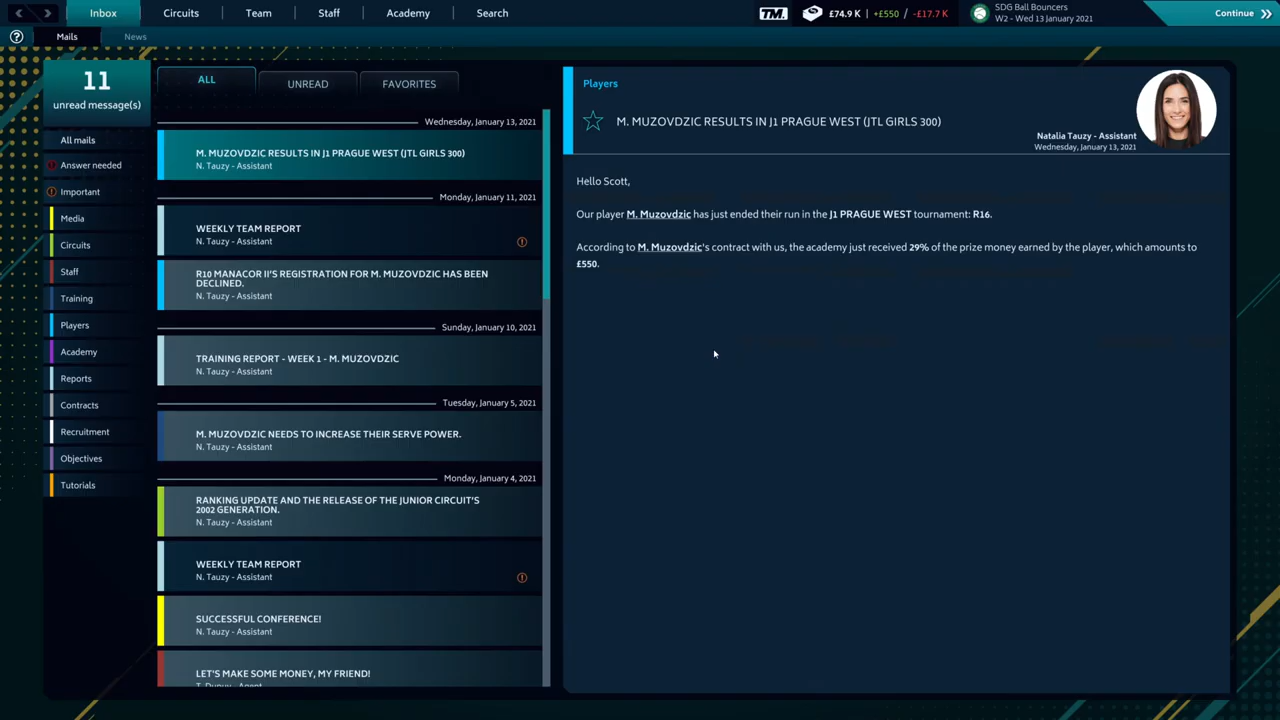 Inbox
Circuits
Team
Staff
Academy
Search
TM.
£74.9 K
+£550 / -£17.7 K
SDG Ball Bouncers
W2 - Wed 13 January 2021
Continue
?
Mails
News
11
unread message(s)
All mails
Answer needed
Important
Media
Circuits
Staff
Training
Players
Academy
Reports
Contracts
Recruitment
Objectives
Tutorials
ALL
UNREAD
FAVORITES
Wednesday, January 13, 2021
M. MUZOVDZIC RESULTS IN J1 PRAGUE WEST (JTL GIRLS 300)
N. Tauzy - Assistant
Monday, January 11, 2021
WEEKLY TEAM REPORT
N. Tauzy - Assistant
R10 MANACOR II'S REGISTRATION FOR M. MUZOVDZIC HAS BEEN
DECLINED.
N. Tauzy - Assistant
Sunday, January 10, 2021
TRAINING REPORT - WEEK 1 - M. MUZOVDZIC
N. Tauzy - Assistant
Tuesday, January 5, 2021
M. MUZOVDZIC NEEDS TO INCREASE THEIR SERVE POWER.
N. Tauzy - Assistant
Monday, January 4, 2021
RANKING UPDATE AND THE RELEASE OF THE JUNIOR CIRCUIT'S
2002 GENERATION.
N. Tauzy - Assistant
WEEKLY TEAM REPORT
N. Tauzy - Assistant
SUCCESSFUL CONFERENCE!
N. Tauzy - Assistant
LET'S MAKE SOME MONEY, MY FRIEND!
T. Dupuy - Agent
Players
M. MUZOVDZIC RESULTS IN J1 PRAGUE WEST (JTL GIRLS 300)
Natalia Tauzy - Assistant
Wednesday, January 13, 2021
Hello Scott,
Our player M. Muzovdzic has just ended their run in the J1 PRAGUE WEST tournament: R16.
According to M. Muzovdzic's contract with us, the academy just received 29% of the prize money earned by the player, which amounts to
£550.